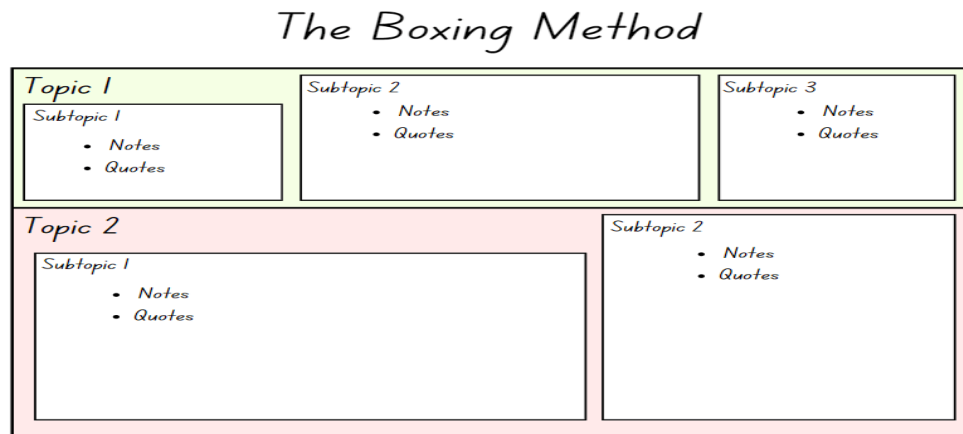 The Boxing Method
Topic 1
Subtopic 1
• Notes
• Quotes
Subtopic 2
• Notes
• Quotes
Subtopic 3
• Notes
• Quotes
Topic 2
Subtopic 1
• Notes
• Quotes
Subtopic 2
• Notes
• Quotes